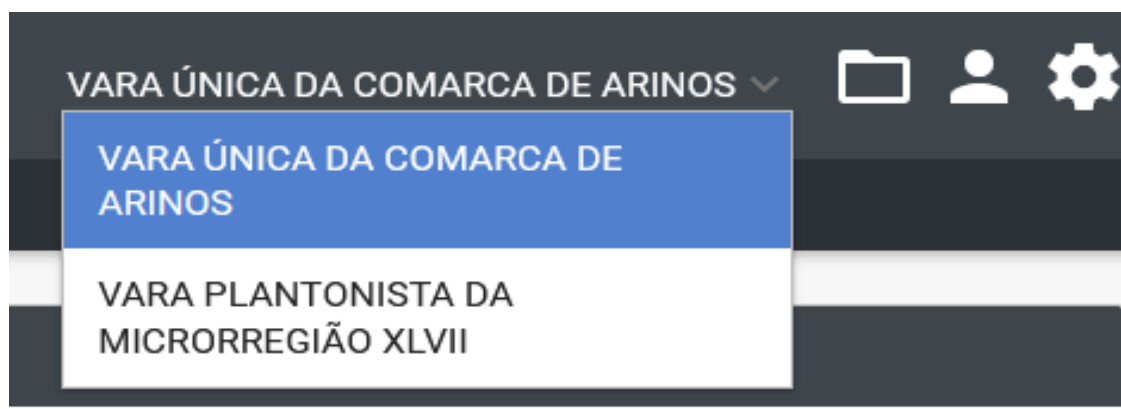 VARA ÚNICA DA COMARCA DE ARINOS
VARA ÚNICA DA COMARCA DE
ARINOS
VARA PLANTONISTA DA
MICRORREGIÃO XLVII